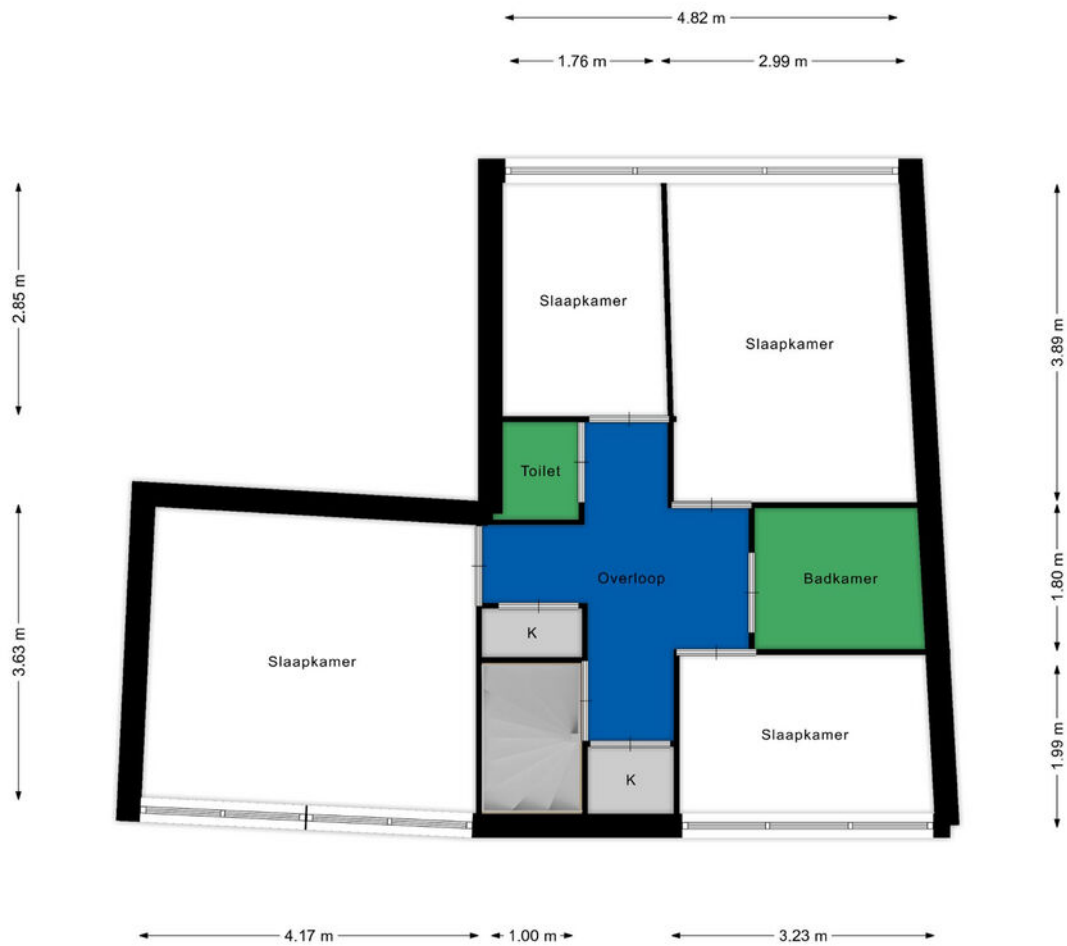 4.82 m
1.76 m
2.99 m
2.85 m
3.89 m
Slaapkamer
Slaapkamer
Toilet
Overloop
Badkamer
1.80 m
K
3.63 m
Slaapkamer
Slaapkamer
1.99 m
K
4.17 m
1.00 m
3.23 m